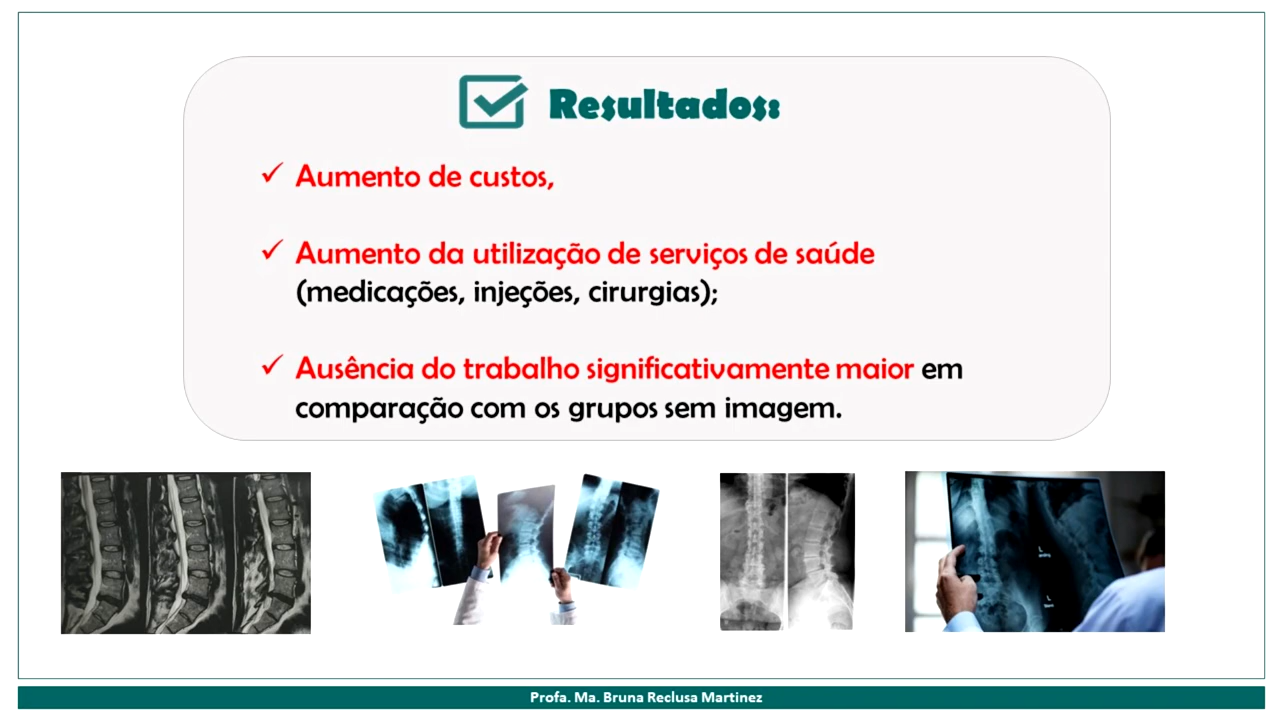 Resultados:
✓ Aumento de custos,
✓ Aumento da utilização de serviços de saúde
(medicações, injeções, cirurgias);
✓ Ausência do trabalho significativamente maior em
comparação com os grupos sem imagem.
Profa. Ma. Bruna Reclusa Martinez